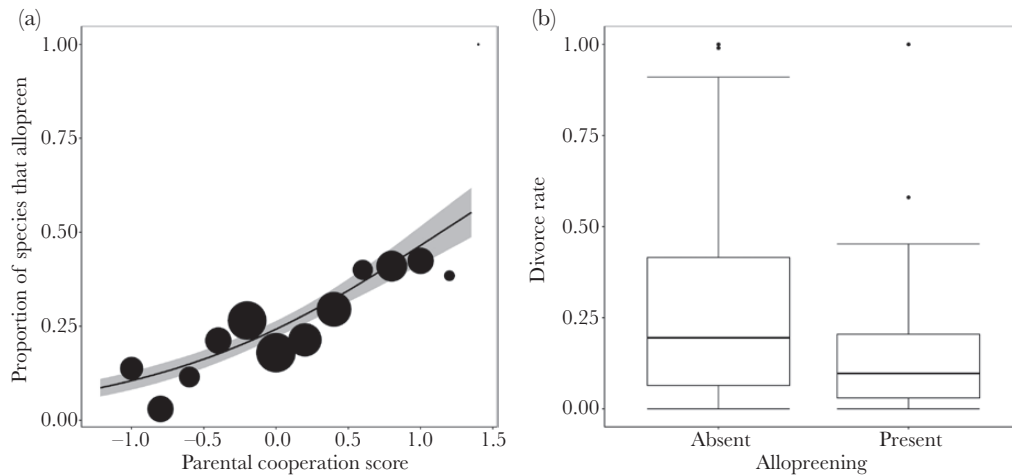 (a)
1.00
0.75
0.50
0.25
0.00
Proportion of species that allopreen
−1.0 −0.5 0.0 0.5 1.0 1.5
Parental cooperation score
(b)
1.00
0.75
0.50
0.25
0.00
Divorce rate
Absent Present
Allopreening